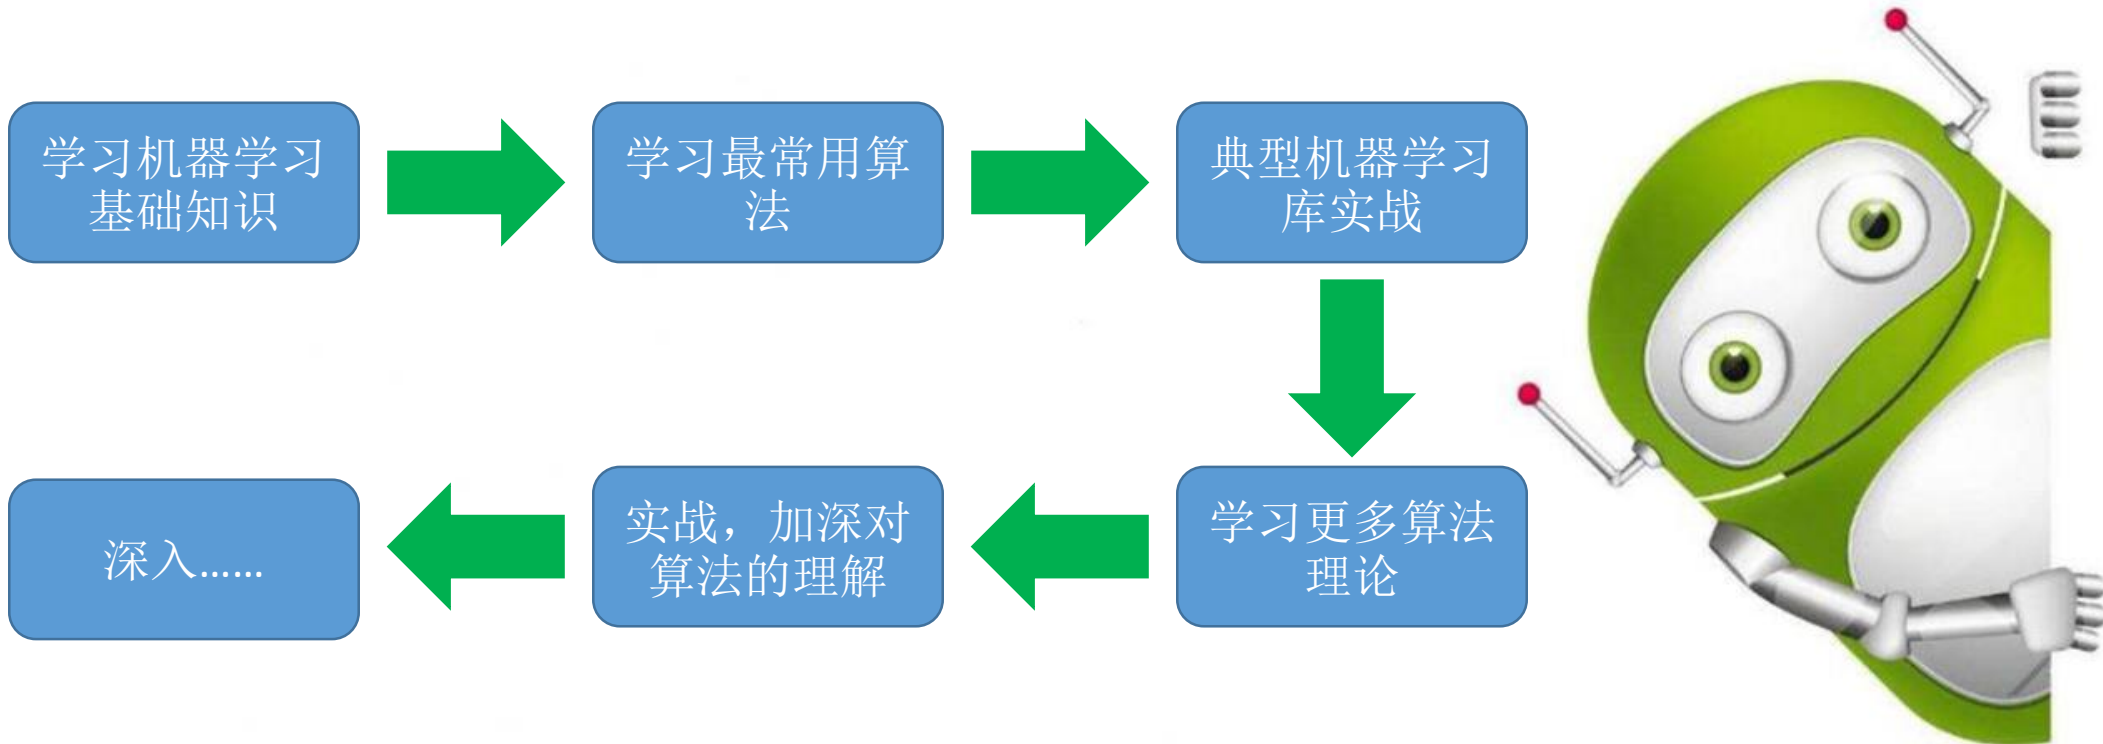 学习机器学习
基础知识
学习最常用算
法
典型机器学习
库实战
学习更多算法
理论
实战，加深对
算法的理解
深入……